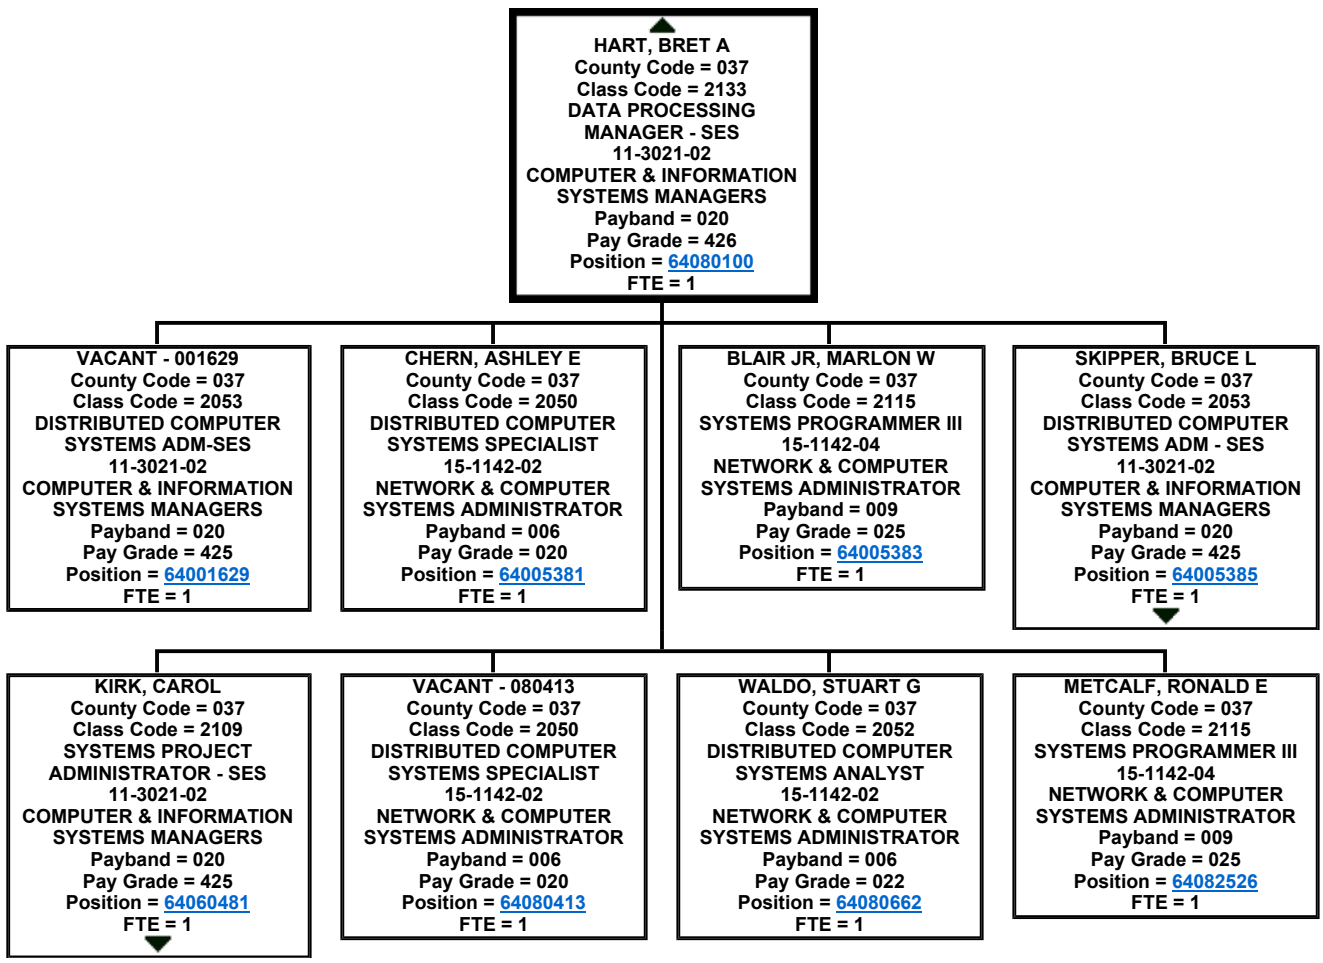 HART, BRET A
County Code = 037
Class Code = 2133
DATA PROCESSING
MANAGER - SES
11-3021-02
COMPUTER & INFORMATION
SYSTEMS MANAGERS
Payband = 020
Pay Grade = 426
Position = 64080100
FTE = 1
VACANT - 001629
County Code = 037
Class Code = 2053
DISTRIBUTED COMPUTER
SYSTEMS ADM-SES
11-3021-02
COMPUTER & INFORMATION
SYSTEMS MANAGERS
Payband = 020
Pay Grade = 425
Position = 64001629
FTE = 1
CHERN, ASHLEY E
County Code = 037
Class Code = 2050
DISTRIBUTED COMPUTER
SYSTEMS SPECIALIST
15-1142-02
NETWORK & COMPUTER
SYSTEMS ADMINISTRATOR
Payband = 006
Pay Grade = 020
Position = 64005381
FTE = 1
BLAIR JR, MARLON W
County Code = 037
Class Code = 2115
SYSTEMS PROGRAMMER III
15-1142-04
NETWORK & COMPUTER
SYSTEMS ADMINISTRATOR
Payband = 009
Pay Grade = 025
Position = 64005383
FTE = 1
SKIPPER, BRUCE L
County Code = 037
Class Code = 2053
DISTRIBUTED COMPUTER
SYSTEMS ADM - SES
11-3021-02
COMPUTER & INFORMATION
SYSTEMS MANAGERS
Payband = 020
Pay Grade = 425
Position = 64005385
FTE = 1
KIRK, CAROL
County Code = 037
Class Code = 2109
SYSTEMS PROJECT
ADMINISTRATOR - SES
11-3021-02
COMPUTER & INFORMATION
SYSTEMS MANAGERS
Payband = 020
Pay Grade = 425
Position = 64060481
FTE = 1
VACANT - 080413
County Code = 037
Class Code = 2050
DISTRIBUTED COMPUTER
SYSTEMS SPECIALIST
15-1142-02
NETWORK & COMPUTER
SYSTEMS ADMINISTRATOR
Payband = 006
Pay Grade = 020
Position = 64080413
FTE = 1
WALDO, STUART G
County Code = 037
Class Code = 2052
DISTRIBUTED COMPUTER
SYSTEMS ANALYST
15-1142-02
NETWORK & COMPUTER
SYSTEMS ADMINISTRATOR
Payband = 006
Pay Grade = 022
Position = 64080662
FTE = 1
METCALF, RONALD E
County Code = 037
Class Code = 2115
SYSTEMS PROGRAMMER III
15-1142-04
NETWORK & COMPUTER
SYSTEMS ADMINISTRATOR
Payband = 009
Pay Grade = 025
Position = 64082526
FTE = 1